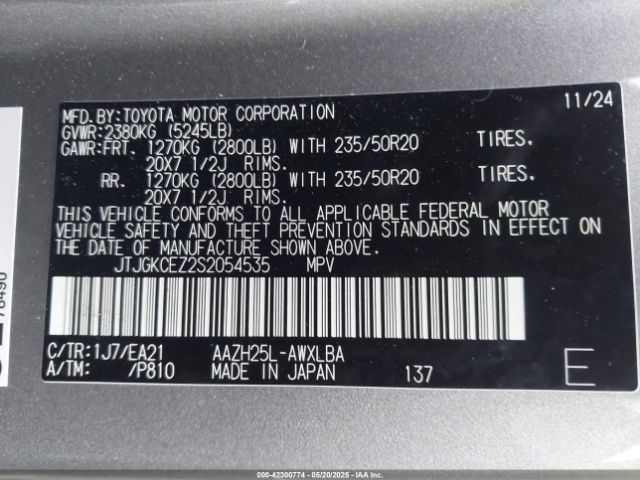 MFD.BY:TOYOTA MOTOR CORPORATION 11/24
GVWR:2380KG (5245LB)
GAWR:FRT. 1270KG (2800LB) WITH 235/50R20 TIRES.
20X7 1/2J RIMS.
RR. 1270KG (2800LB) WITH 235/50R20 TIRES.
20X7 1/2J RIMS.
THIS VEHICLE CONFORMS TO ALL APPLICABLE FEDERAL MOTOR
VEHICLE SAFETY AND THEFT PREVENTION STANDARDS IN EFFECT ON
THE DATE OF MANUFACTURE SHOWN ABOVE.
JTJGKCEZ2S2054535 MPV
C/TR:1J7/EA21 AAZH25L-AWXLBA
A/TM: /P810 MADE IN JAPAN 137 E
78490
000-42300774 - 05/20/2025 - IAAI.COM